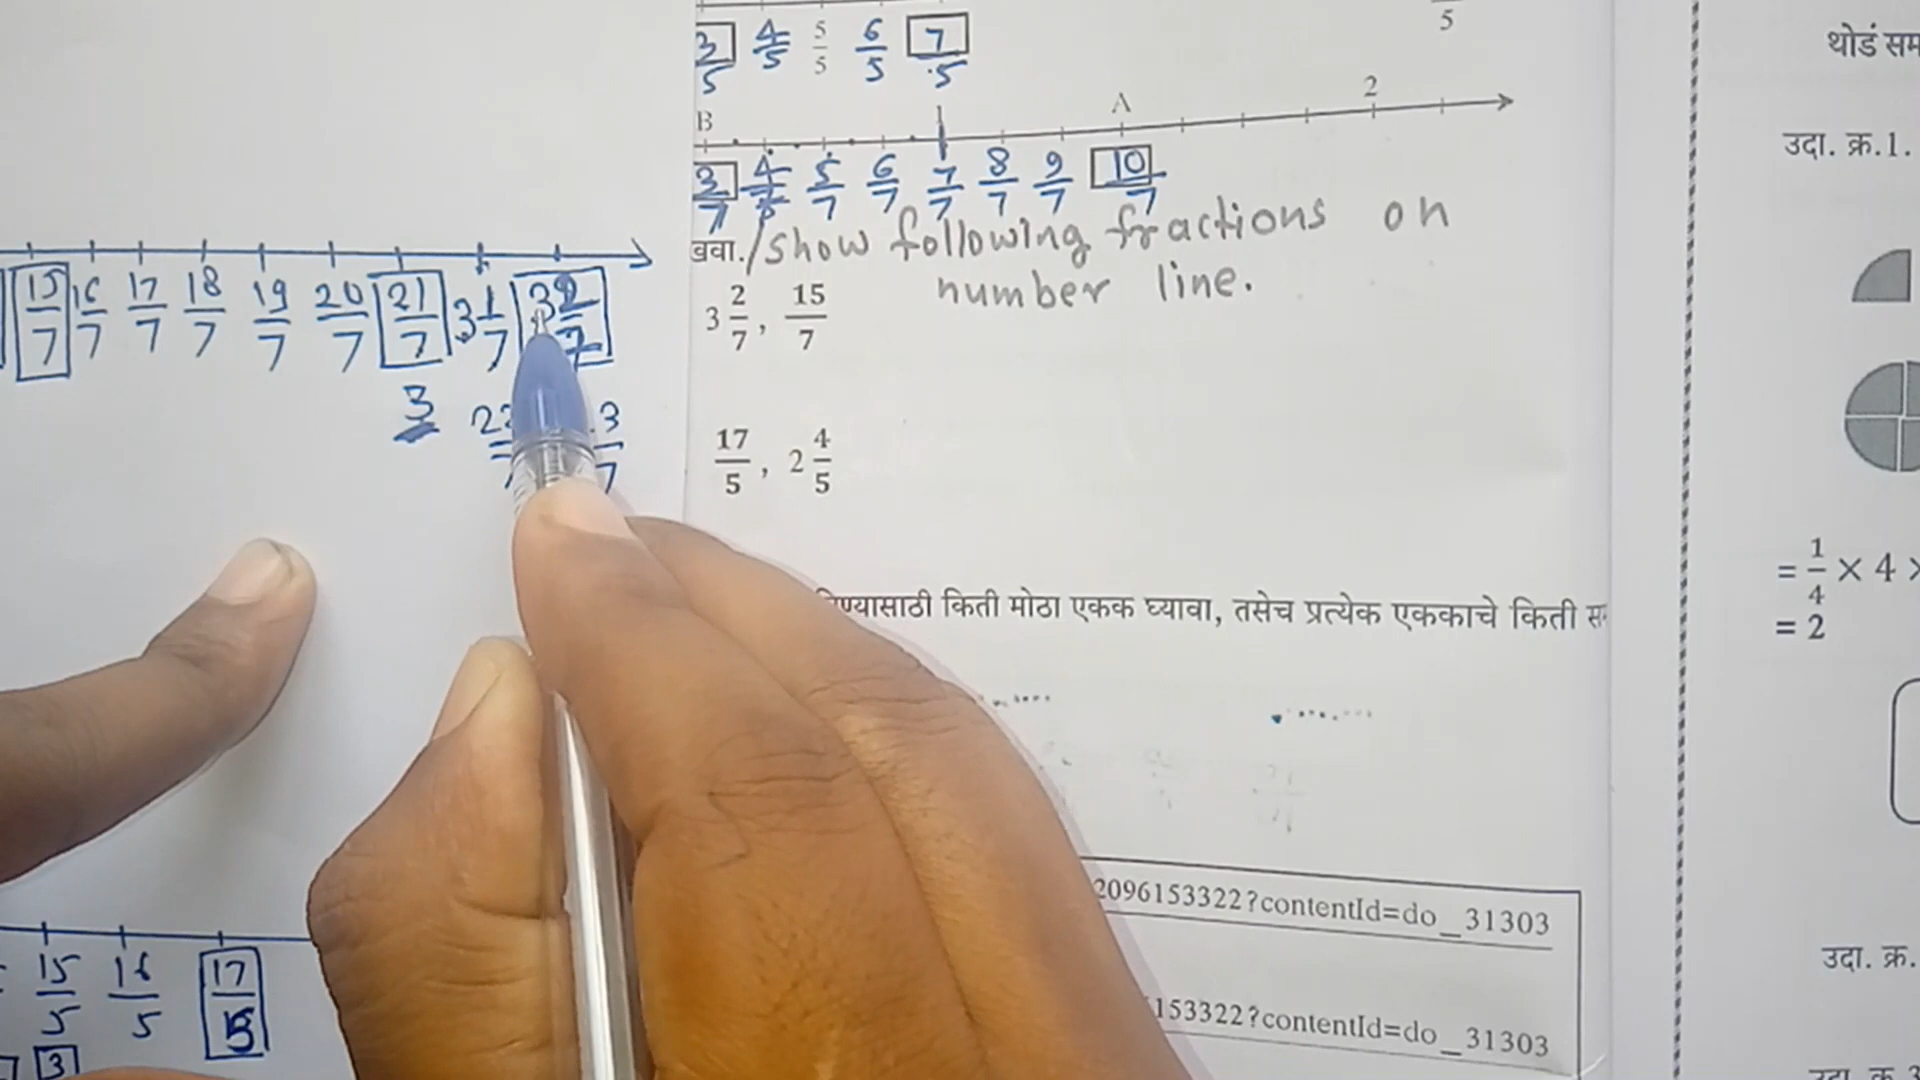 3/5 4/5 5/5 6/5 7/5
5
B A 2
3/7 4/7 5/7 6/7 7/7 8/7 9/7 10/7
/show following fractions on
number line.
3 2/7, 15/7
17/5, 2 4/5
15/7 16/7 17/7 18/7 19/7 20/7 21/7 3 1/7 3 2/7
3
किती मोठा एकक घ्यावा, तसेच प्रत्येक एककाचे किती
2096153322?contentId=do_31303
153322?contentId=do_31303
15/5 16/5 17/5
3
थोडं
उदा. क्र.1.
= 1/4 × 4 ×
= 2
उदा. क्र.